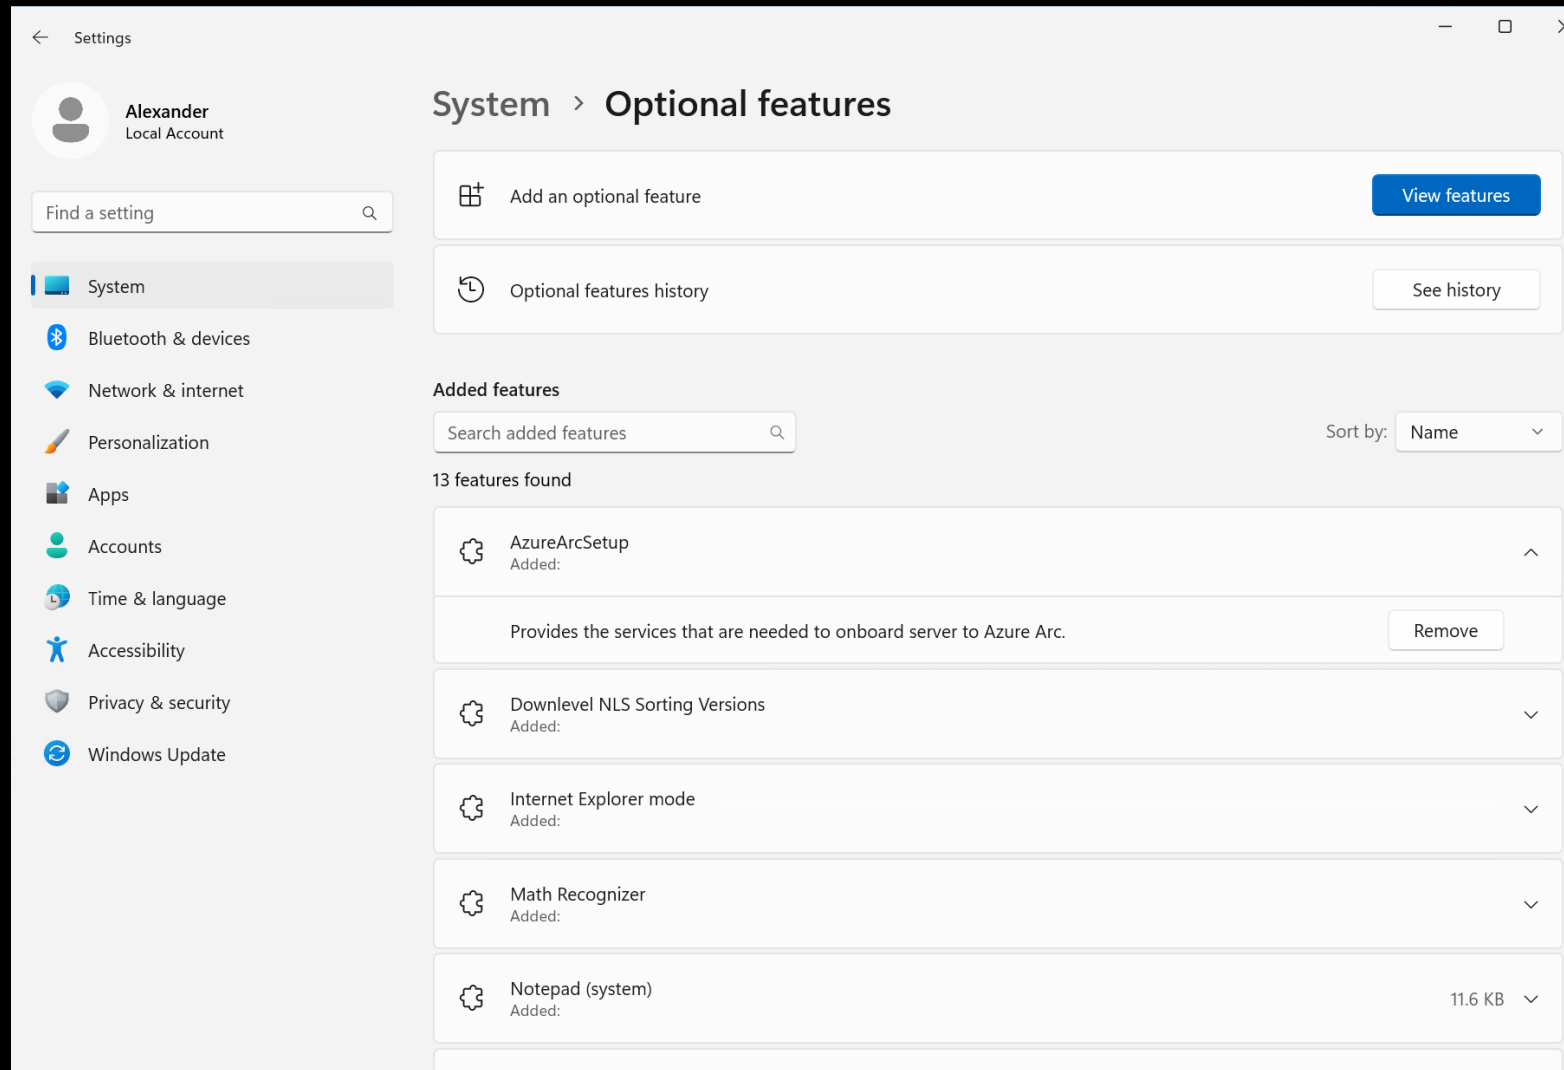 Settings
Alexander
Local Account
Find a setting
System
Bluetooth & devices
Network & internet
Personalization
Apps
Accounts
Time & language
Accessibility
Privacy & security
Windows Update
System > Optional features
Add an optional feature
View features
Optional features history
See history
Added features
Search added features
Sort by: Name
13 features found
AzureArcSetup
Added:
Provides the services that are needed to onboard server to Azure Arc.
Remove
Downlevel NLS Sorting Versions
Added:
Internet Explorer mode
Added:
Math Recognizer
Added:
Notepad (system)
Added:
11.6 KB